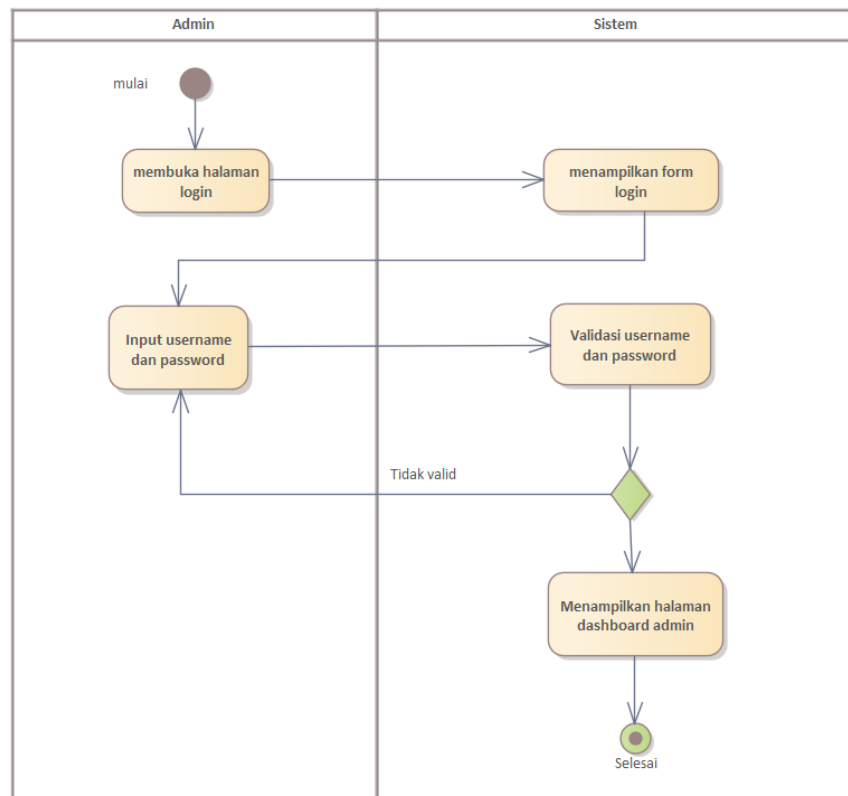 Admin
Sistem
mulai
membuka halaman
login
menampilkan form
login
Input username
dan password
Validasi username
dan password
Tidak valid
Menampilkan halaman
dashboard admin
Selesai